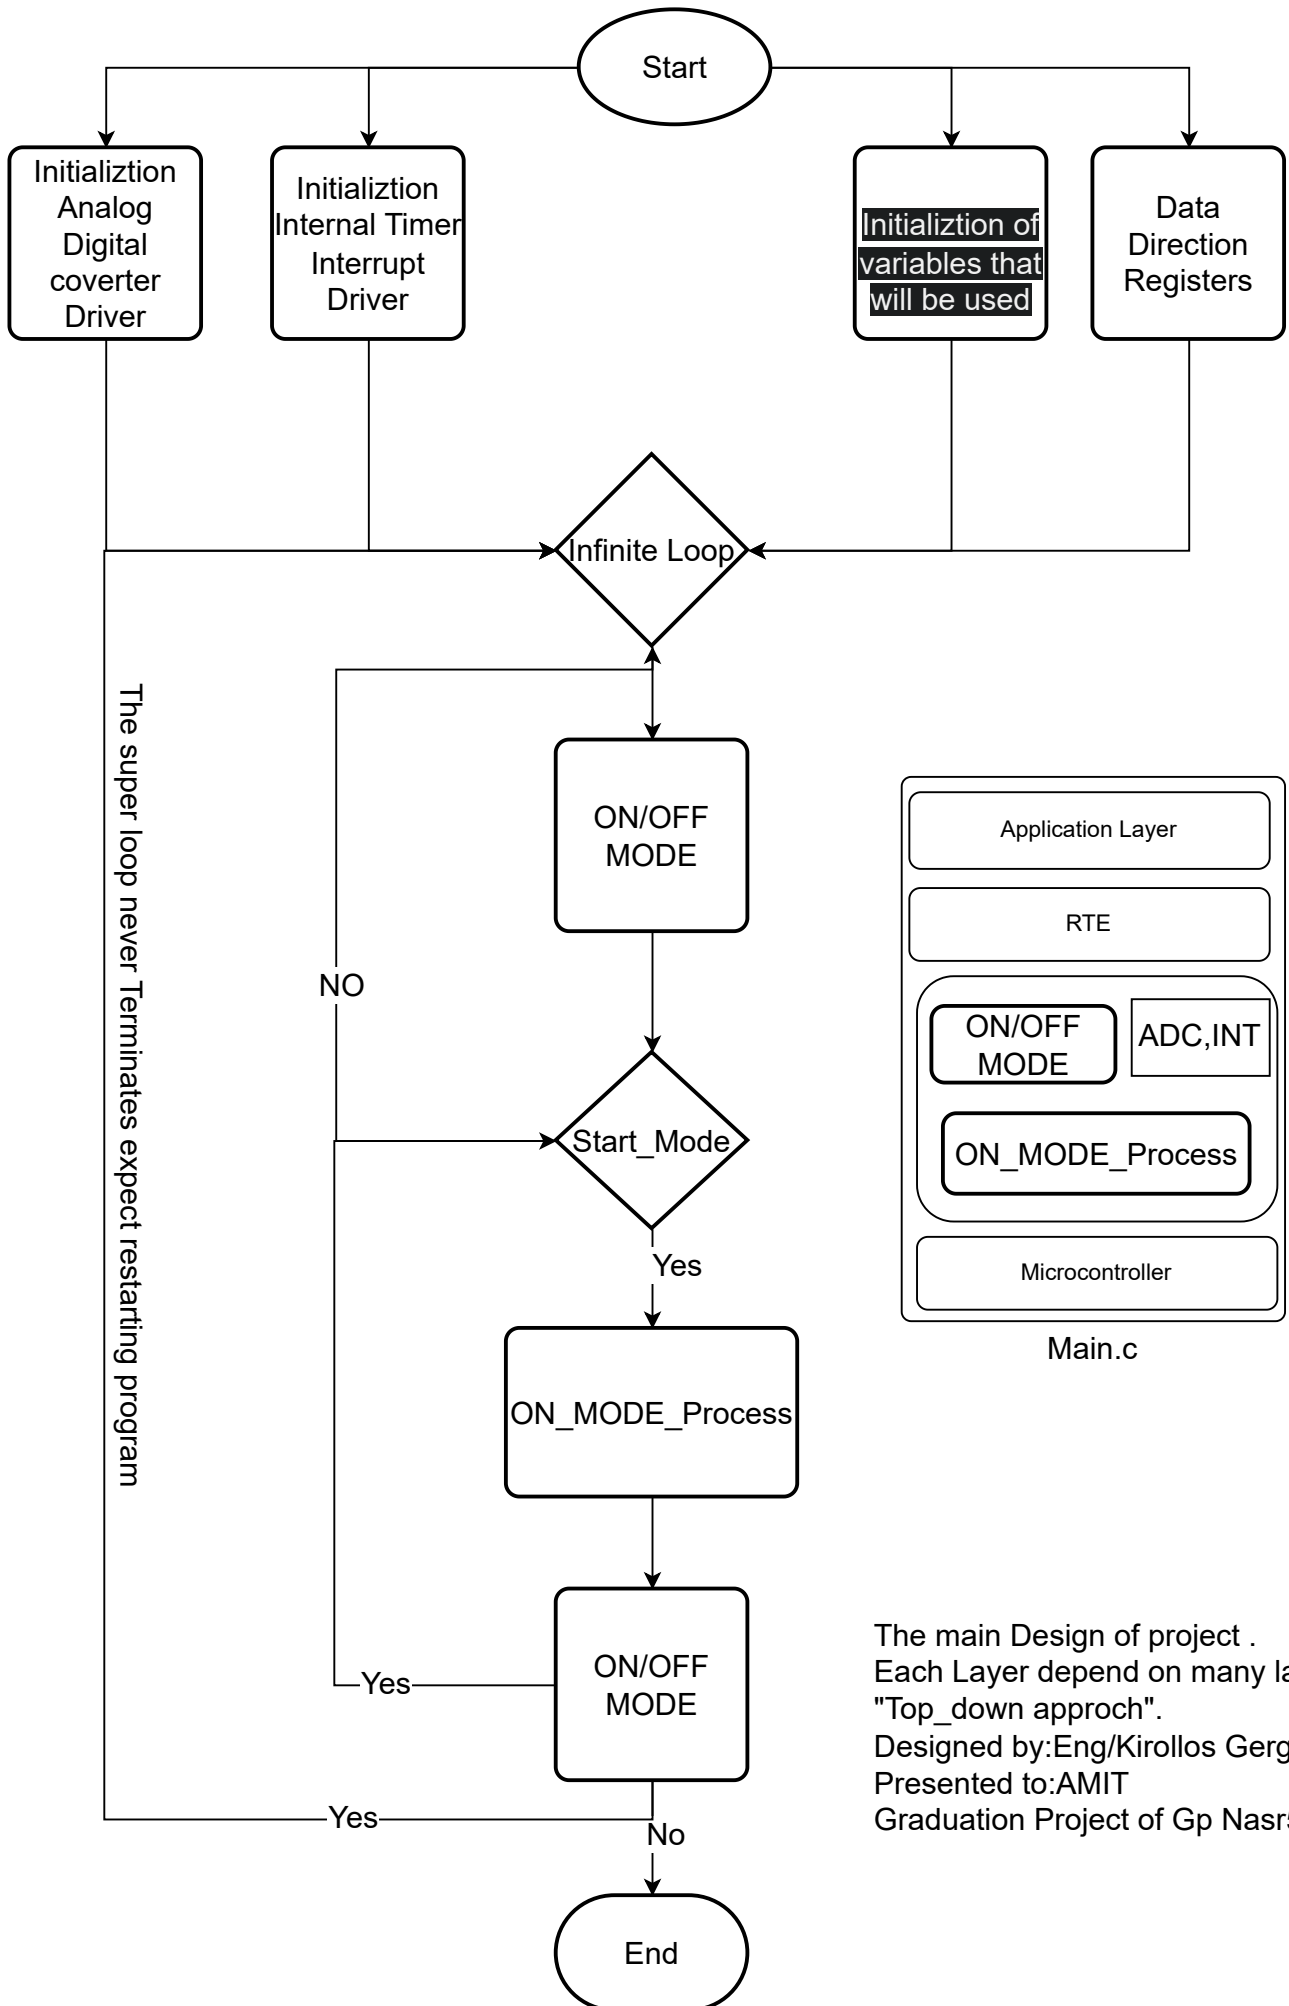 Start
Initializtion
Analog
Digital
coverter
Driver
Initializtion
Internal Timer
Interrupt
Driver
Initializtion of
variables that
will be used
Data
Direction
Registers
Infinite Loop
The super loop never Terminates expect restarting program
ON/OFF
MODE
NO
Start_Mode
Yes
ON_MODE_Process
ON/OFF
MODE
Yes
Yes
No
End
Application Layer
RTE
ON/OFF
MODE
ADC,INT
ON_MODE_Process
Microcontroller
Main.c
The main Design of project .
Each Layer depend on many
"Top_down approch".
Designed by:Eng/Kirollos
Presented to:AMIT
Graduation Project of Gp